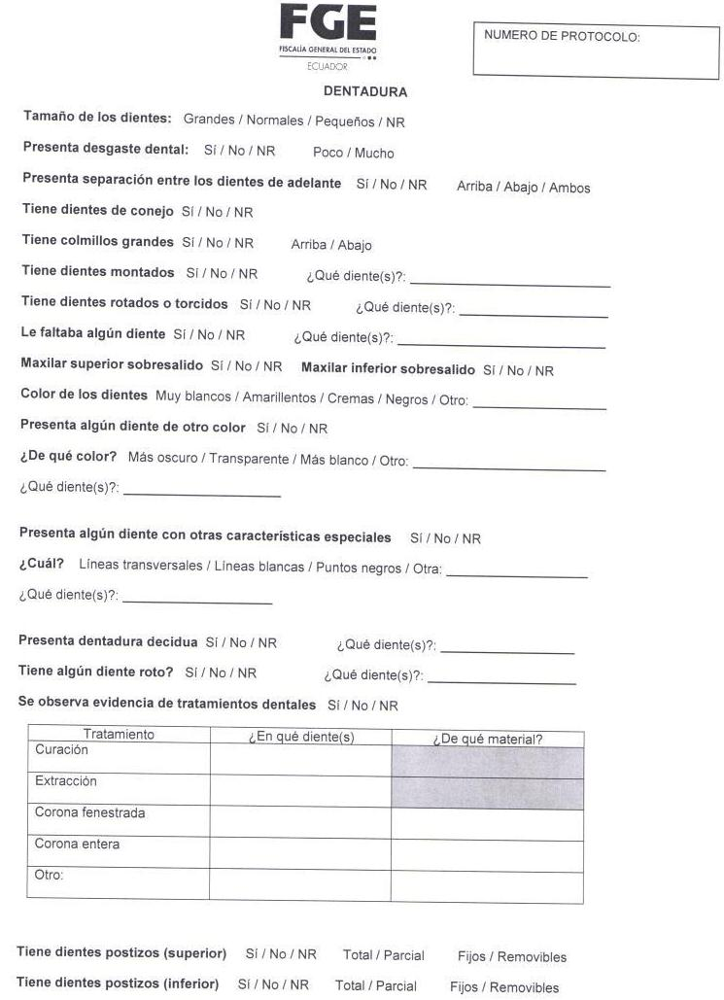 FGE
FISCALÍA GENERAL DEL ESTADO
ECUADOR
NUMERO DE PROTOCOLO:
DENTADURA
Tamaño de los dientes: Grandes / Normales / Pequeños / NR
Presenta desgaste dental: Sí / No / NR Poco / Mucho
Presenta separación entre los dientes de adelante Sí / No / NR Arriba / Abajo / Ambos
Tiene dientes de conejo Sí / No / NR
Tiene colmillos grandes Sí / No / NR Arriba / Abajo
Tiene dientes montados Sí / No / NR ¿Qué diente(s)?:
Tiene dientes rotados o torcidos Sí / No / NR ¿Qué diente(s)?:
Le faltaba algún diente Sí / No / NR ¿Qué diente(s)?:
Maxilar superior sobresalido Sí / No / NR Maxilar inferior sobresalido Sí / No / NR
Color de los dientes Muy blancos / Amarillentos / Cremas / Negros / Otro:
Presenta algún diente de otro color Sí / No / NR
¿De qué color? Más oscuro / Transparente / Más blanco / Otro:
¿Qué diente(s)?:
Presenta algún diente con otras características especiales Sí / No / NR
¿Cuál? Líneas transversales / Líneas blancas / Puntos negros / Otra:
¿Qué diente(s)?:
Presenta dentadura decidua Sí / No / NR ¿Qué diente(s)?:
Tiene algún diente roto? Sí / No / NR ¿Qué diente(s)?:
Se observa evidencia de tratamientos dentales Sí / No / NR
Tratamiento ¿En qué diente(s) ¿De qué material?
Curación
Extracción
Corona fenestrada
Corona entera
Otro:
Tiene dientes postizos (superior) Sí / No / NR Total / Parcial Fijos / Removibles
Tiene dientes postizos (inferior) Sí / No / NR Total / Parcial Fijos / Removibles